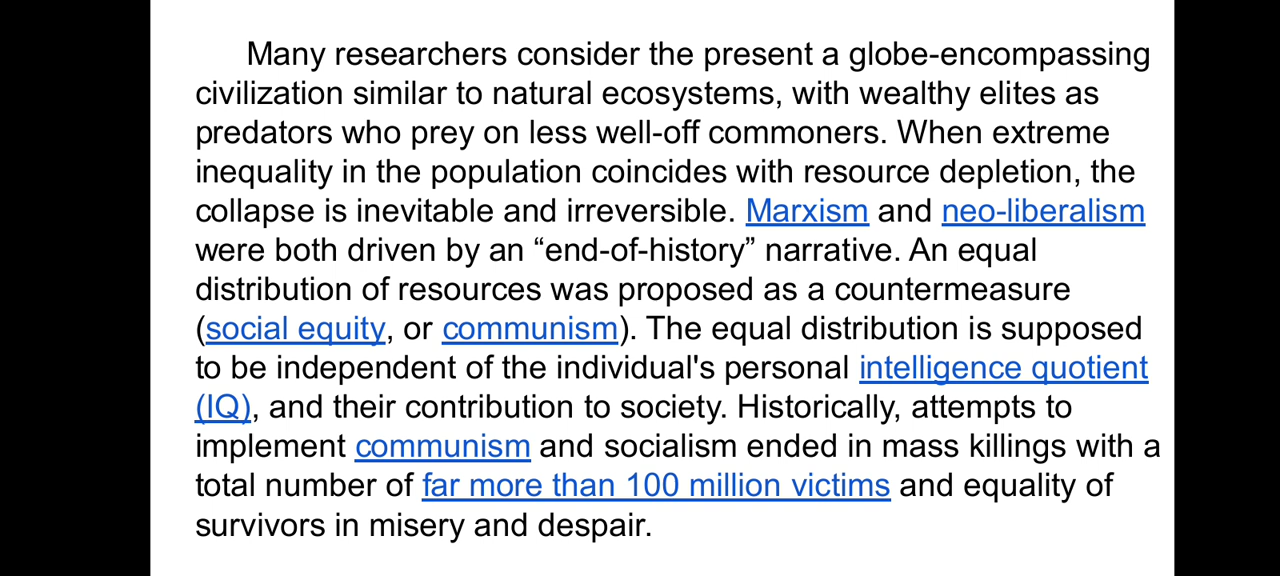 Many researchers consider the present a globe-encompassing
civilization similar to natural ecosystems, with wealthy elites as
predators who prey on less well-off commoners. When extreme
inequality in the population coincides with resource depletion, the
collapse is inevitable and irreversible. Marxism and neo-liberalism
were both driven by an “end-of-history” narrative. An equal
distribution of resources was proposed as a countermeasure
(social equity, or communism). The equal distribution is supposed
to be independent of the individual's personal intelligence quotient
(IQ), and their contribution to society. Historically, attempts to
implement communism and socialism ended in mass killings with a
total number of far more than 100 million victims and equality of
survivors in misery and despair.